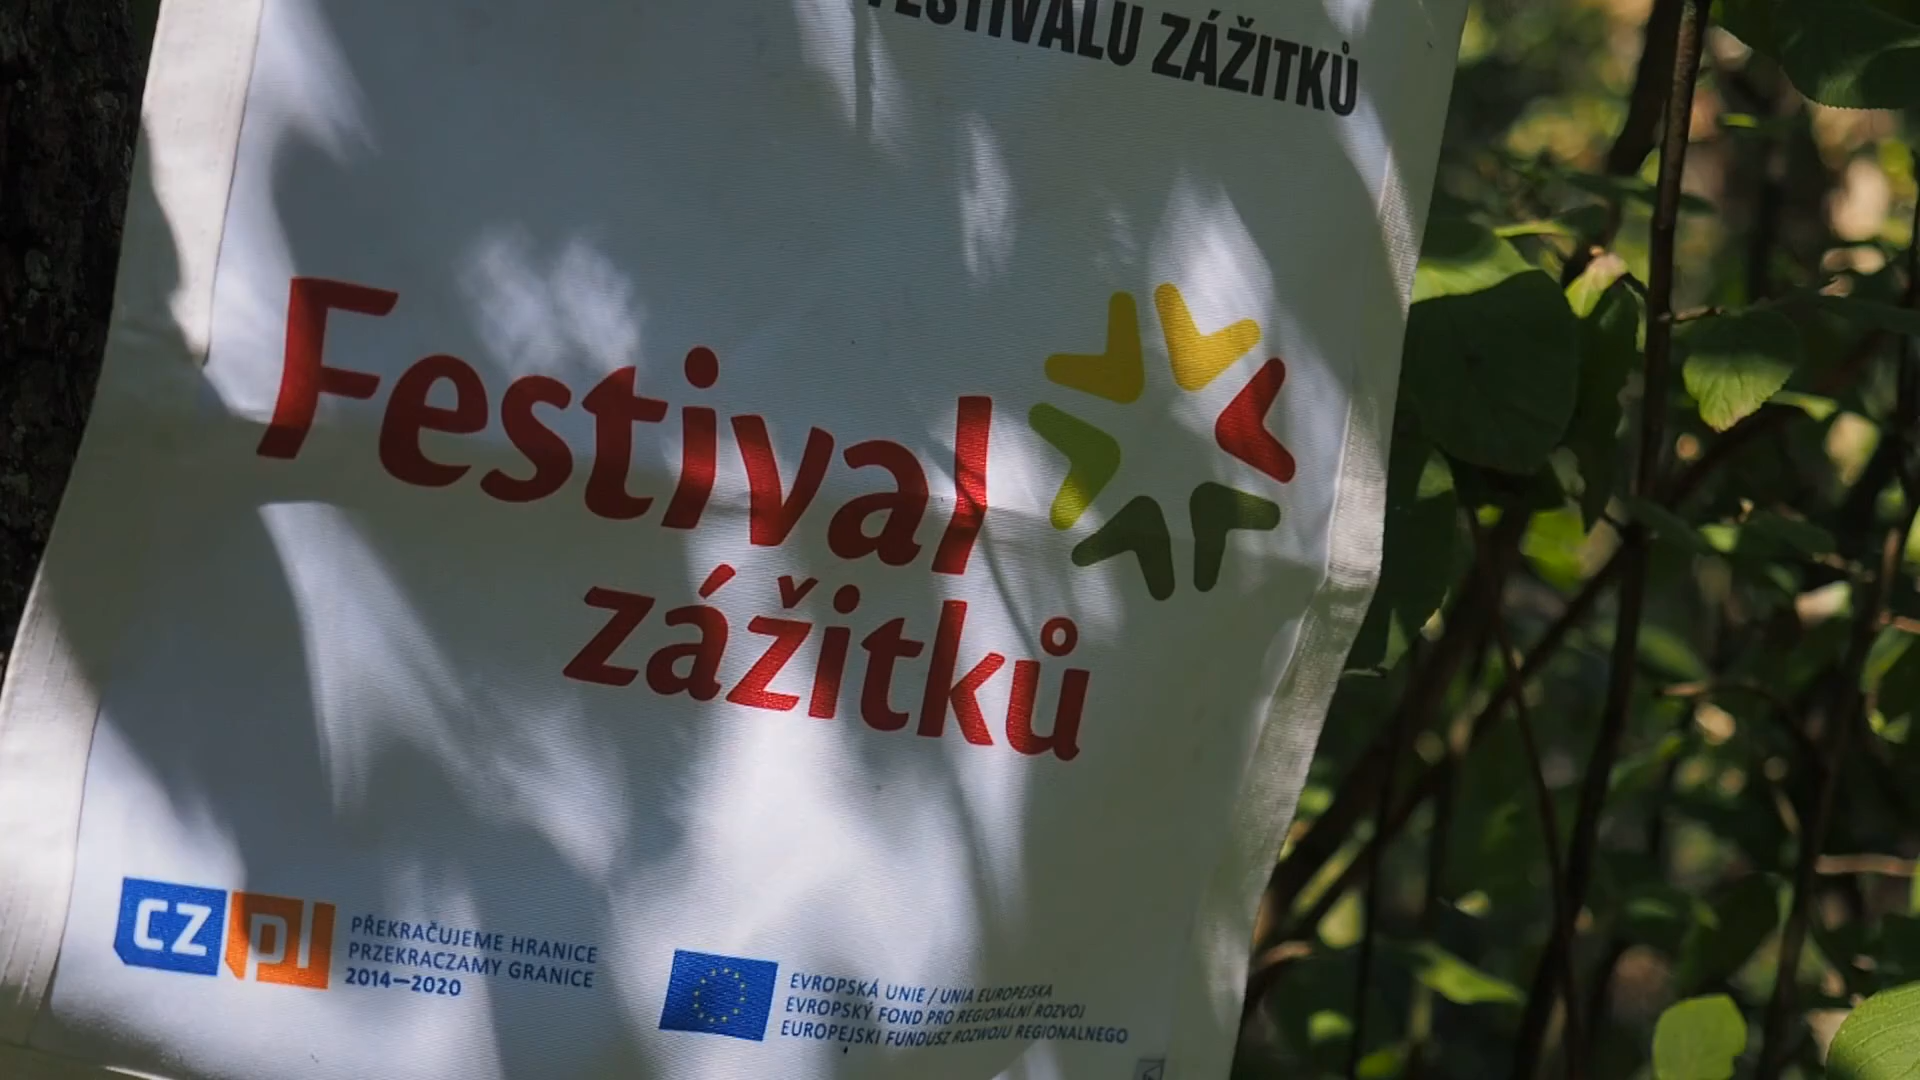 FESTIVALU ZÁŽITKŮ
Festival
zážitků
CZ PL
PŘEKRAČUJEME HRANICE
PRZEKRACZAMY GRANICE
2014—2020
EVROPSKÁ UNIE / UNIA EUROPEJSKA
EVROPSKÝ FOND PRO REGIONÁLNÍ ROZVOJ
EUROPEJSKI FUNDUSZ ROZWOJU REGIONALNEGO